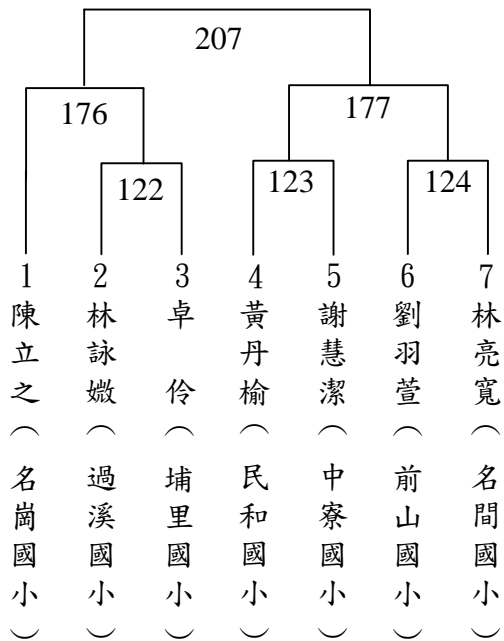 207
176
177
122
123
124
1陳立之（名崗國小）
2林詠媺（過溪國小）
3卓伶（埔里國小）
4黃丹榆（民和國小）
5謝慧潔（中寮國小）
6劉羽萱（前山國小）
7林亮寬（名間國小）